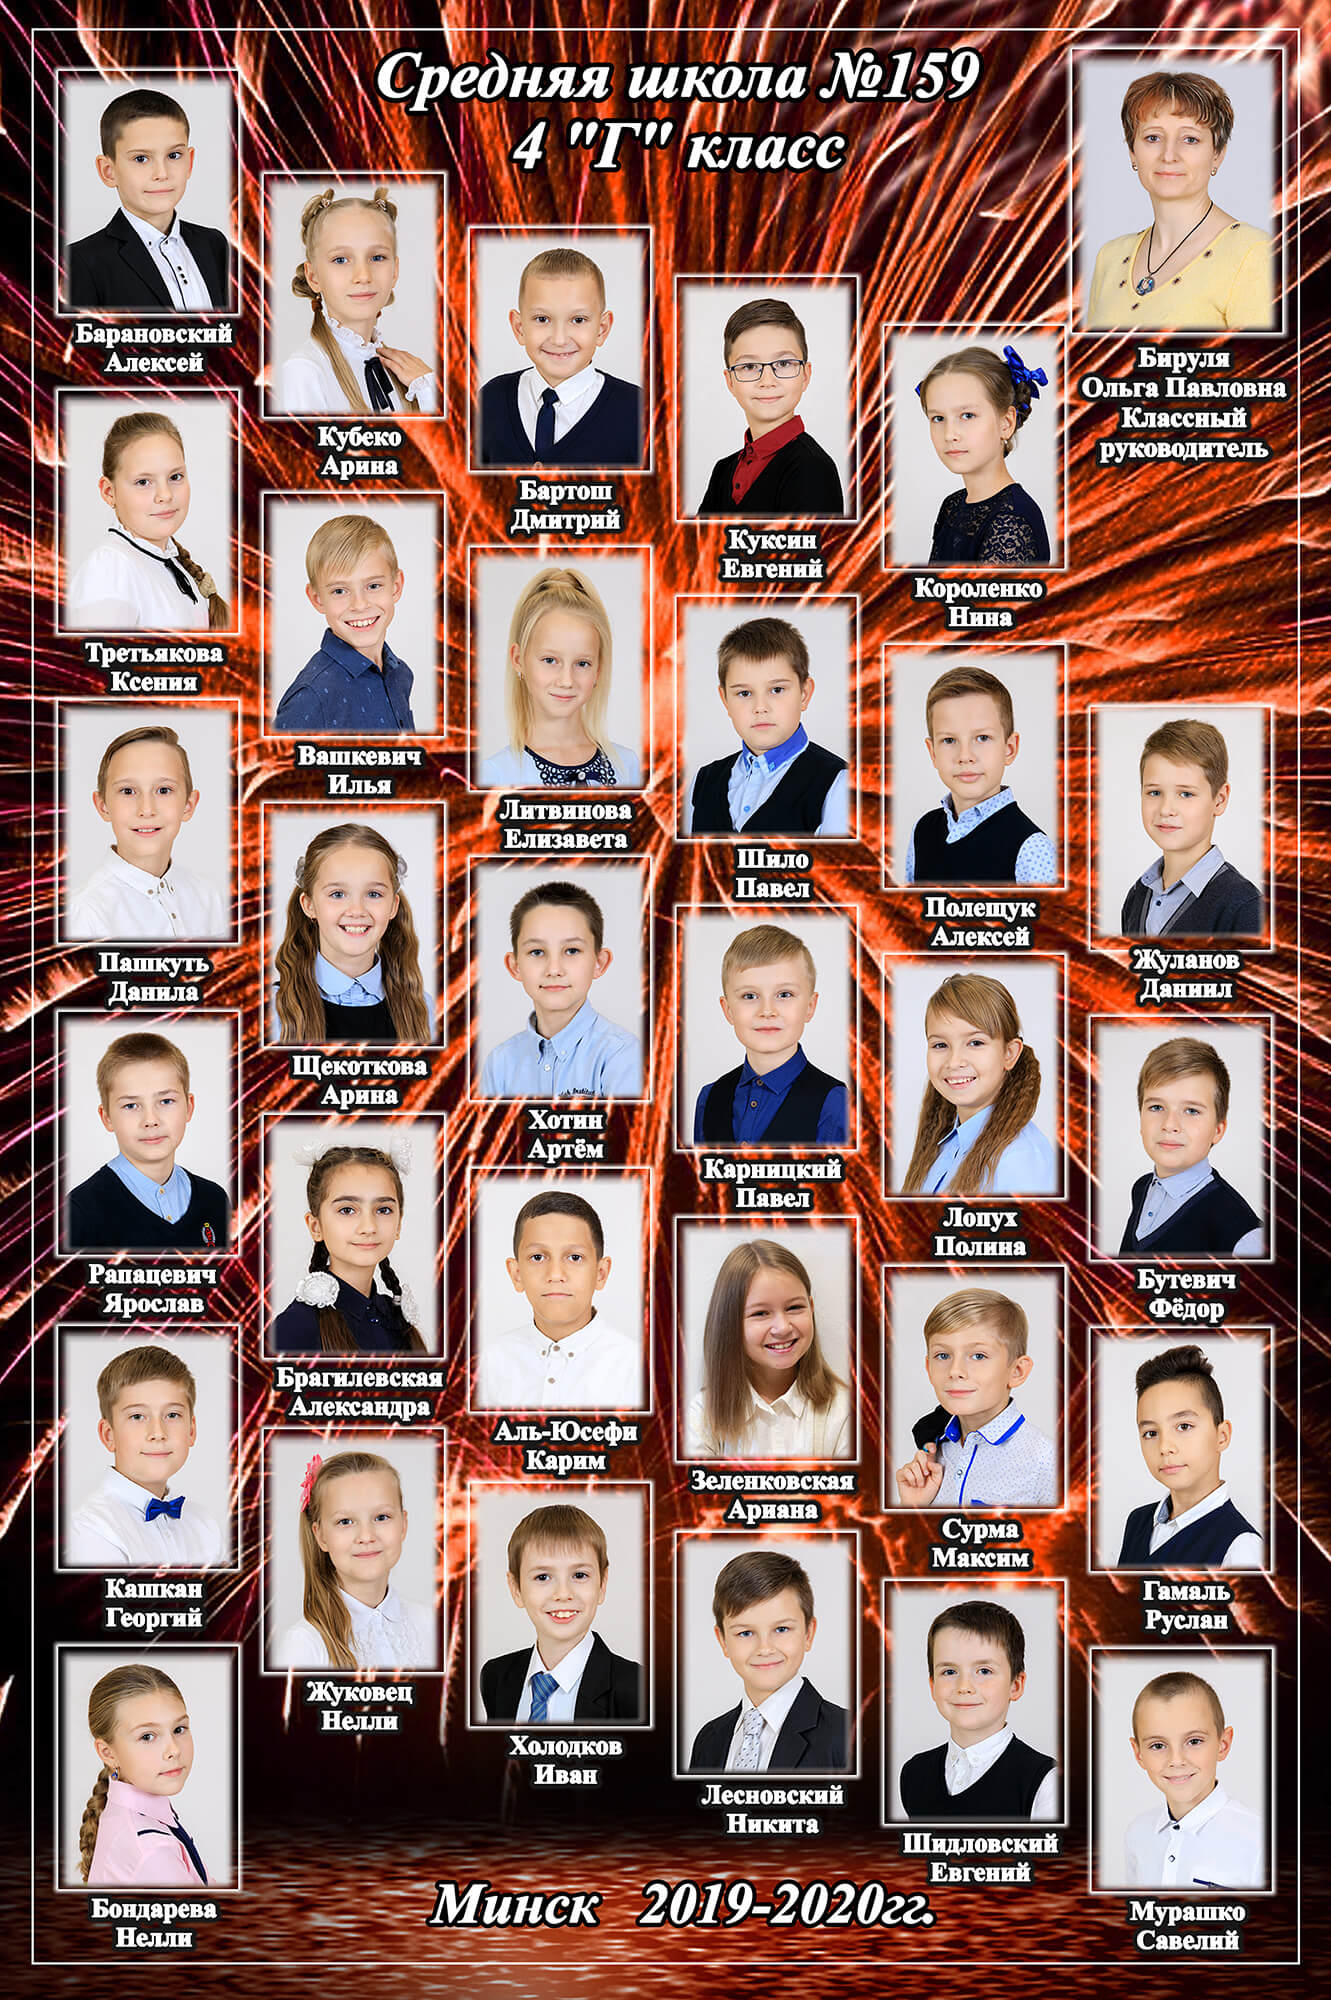 Средняя школа №159
4 "Г" класс
Барановский
Алексей
Кубеко
Арина
Бартош
Дмитрий
Куксин
Евгений
Короленко
Нина
Бируля
Ольга Павловна
Классный
руководитель
Третьякова
Ксения
Вашкевич
Илья
Литвинова
Елизавета
Шило
Павел
Полещук
Алексей
Жуланов
Даниил
Пашкуть
Данила
Щекоткова
Арина
Хотин
Артём
Карницкий
Павел
Лопух
Полина
Бутевич
Фёдор
Рапацевич
Ярослав
Брагилевская
Александра
Аль-Юсефи
Карим
Зеленковская
Ариана
Сурма
Максим
Гамаль
Руслан
Кашкан
Георгий
Жуковец
Нелли
Холодков
Иван
Лесновский
Никита
Шидловский
Евгений
Мурашко
Савелий
Бондарева
Нелли
Минск 2019-2020гг.